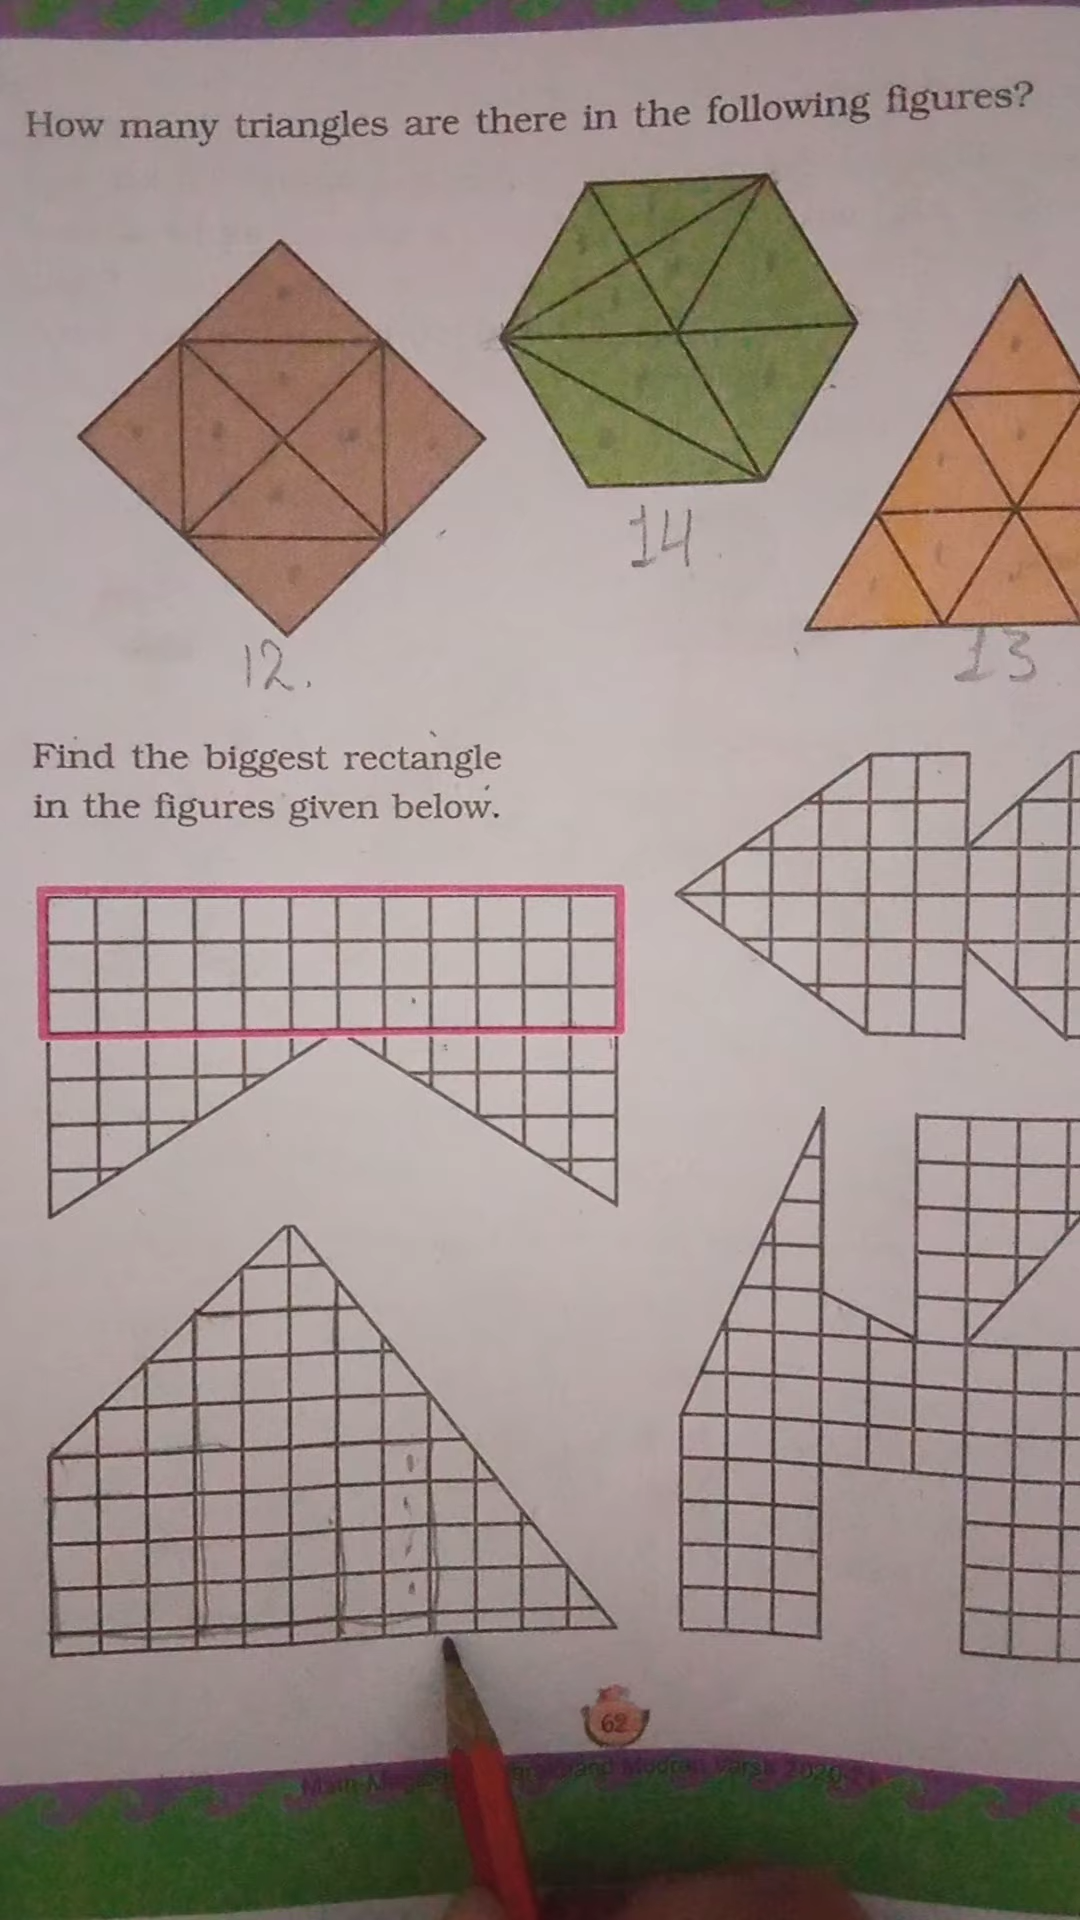 How many triangles are there in the following figures?
14
12.
13
Find the biggest rectangle
in the figures given below.
62